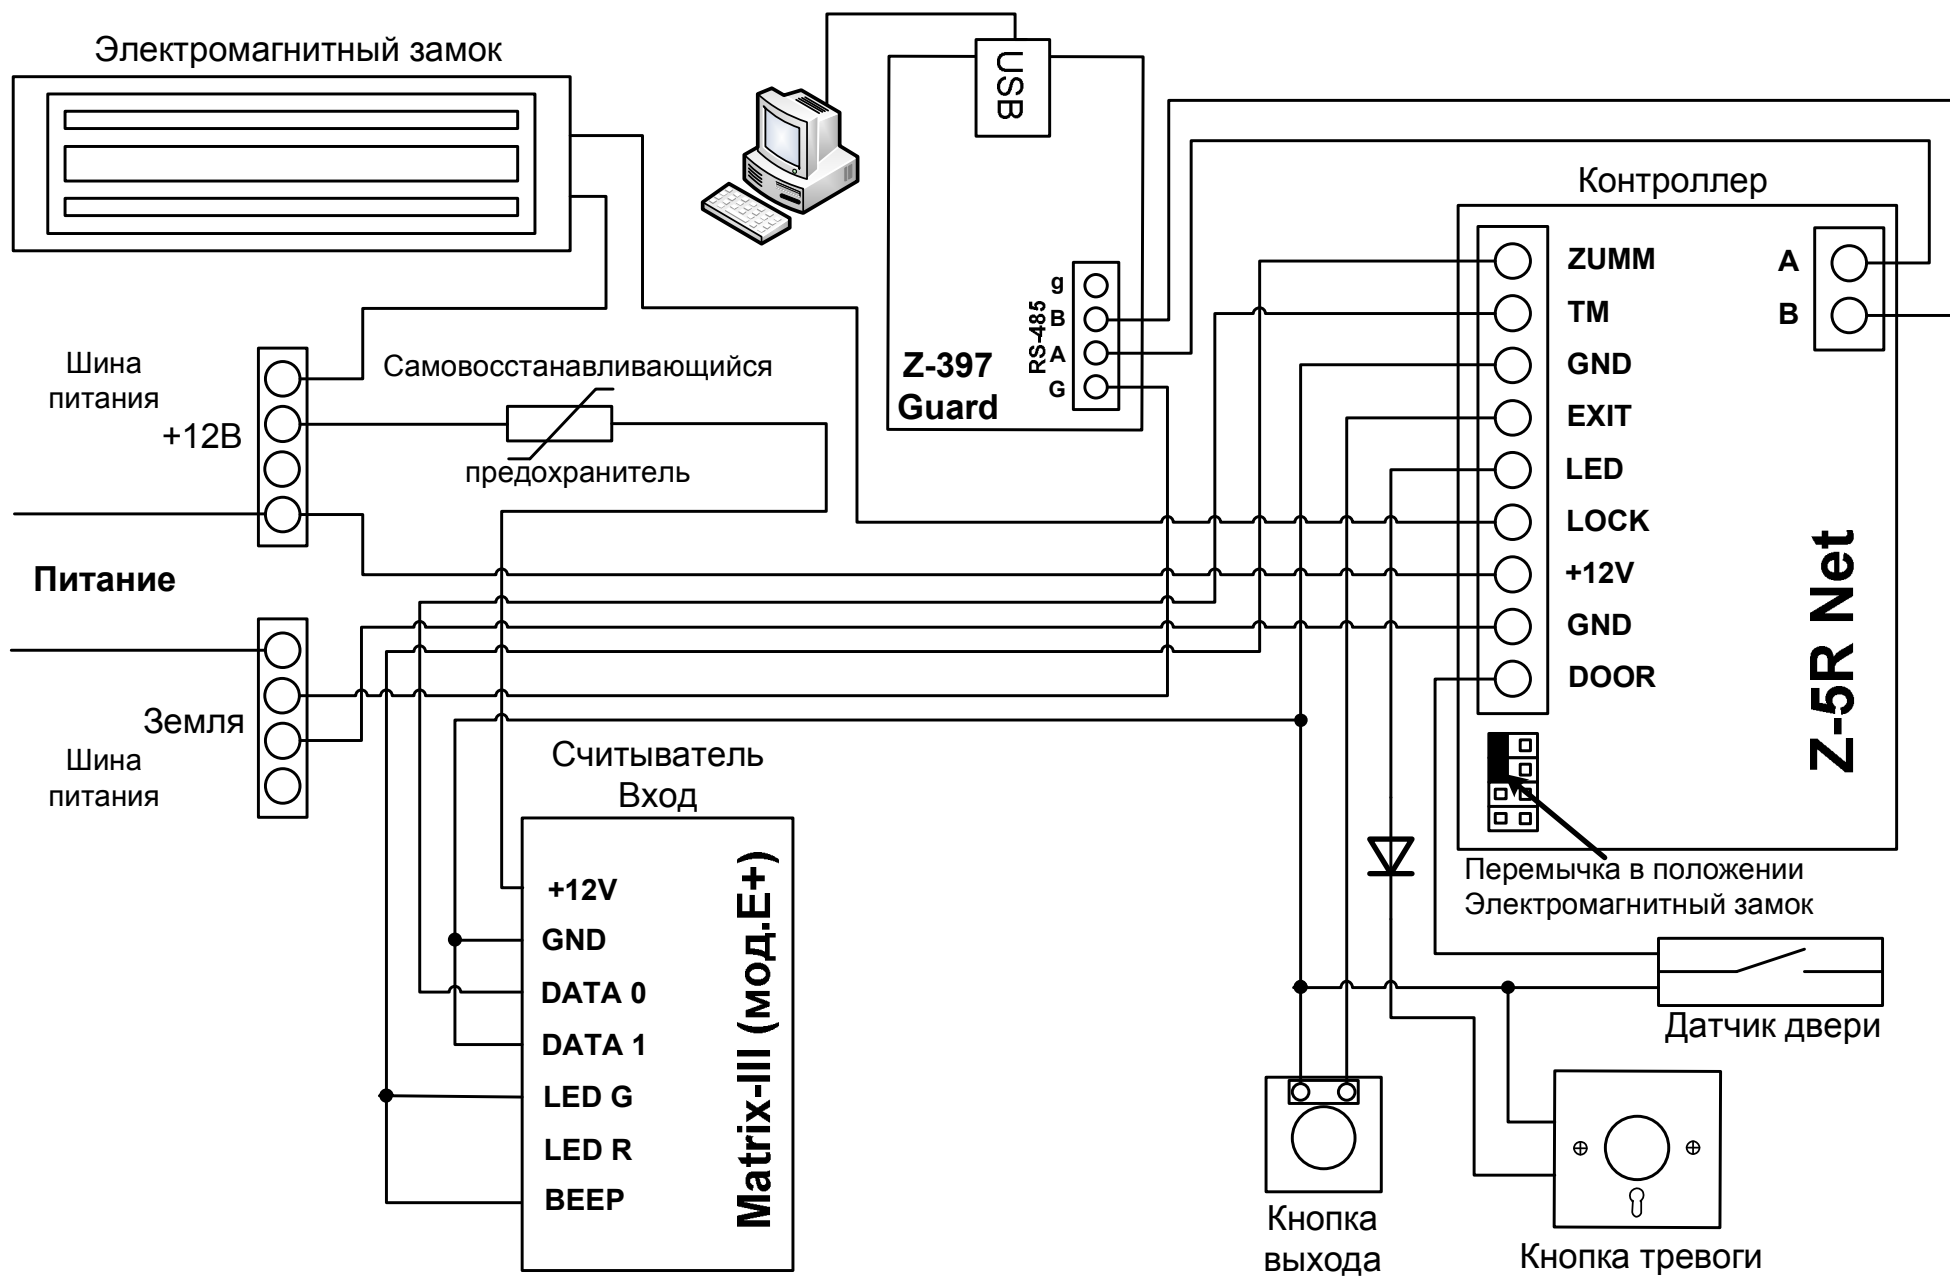 Электромагнитный замок
USB
Контроллер
ZUMM
TM
GND
EXIT
LED
LOCK
+12V
GND
DOOR
A
B
Z-5R Net
g
B
A
G
RS-485
Z-397
Guard
Шина
питания
+12В
Самовосстанавливающийся
предохранитель
Питание
Земля
Шина
питания
Считыватель
Вход
+12V
GND
DATA 0
DATA 1
LED G
LED R
BEEP
Matrix-III (мод.E+)
Перемычка в положении
Электромагнитный замок
Датчик двери
Кнопка
выхода
Кнопка тревоги